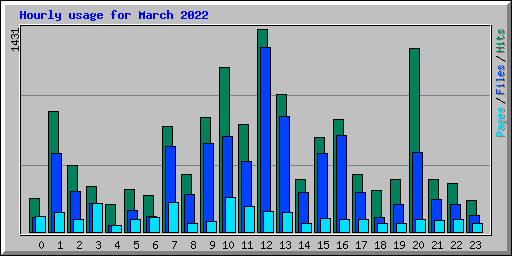 Hourly usage for March 2022
1431
Pages/Files/Hits
0 1 2 3 4 5 6 7 8 9 10 11 12 13 14 15 16 17 18 19 20 21 22 23